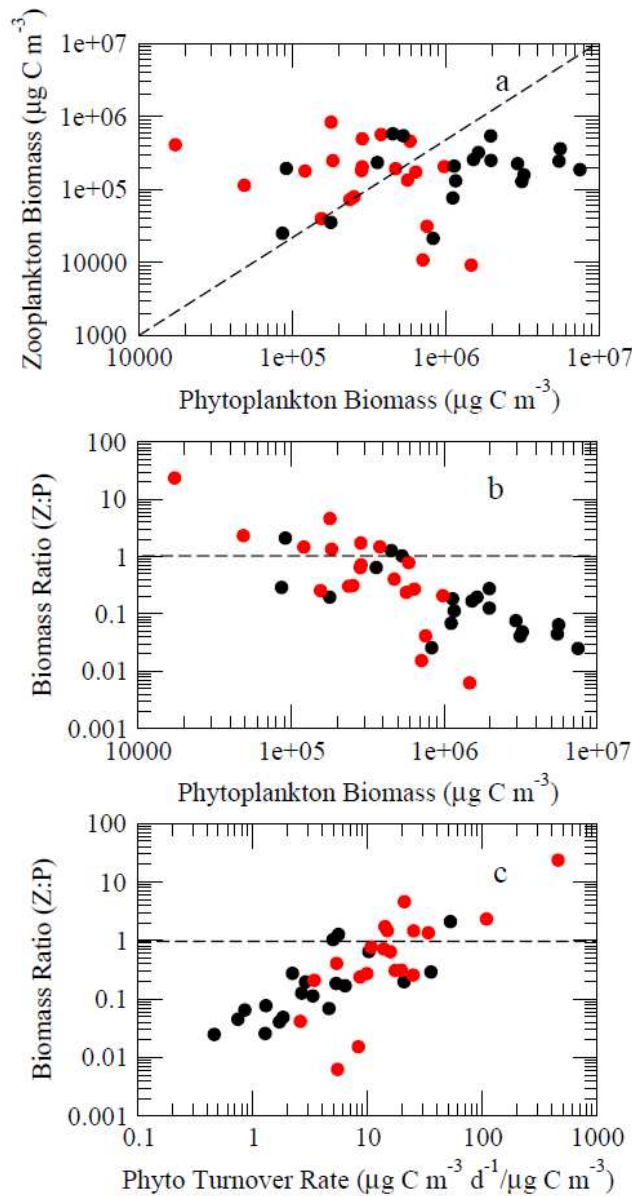 1e+07
1e+06
1e+05
10000
1000
Zooplankton Biomass (μg C m⁻³)
a
10000 1e+05 1e+06 1e+07
Phytoplankton Biomass (μg C m⁻³)
100
10
1
0.1
0.01
0.001
Biomass Ratio (Z:P)
b
10000 1e+05 1e+06 1e+07
Phytoplankton Biomass (μg C m⁻³)
100
10
1
0.1
0.01
0.001
Biomass Ratio (Z:P)
c
0.1 1 10 100 1000
Phyto Turnover Rate (μg C m⁻³ d⁻¹/μg C m⁻³)